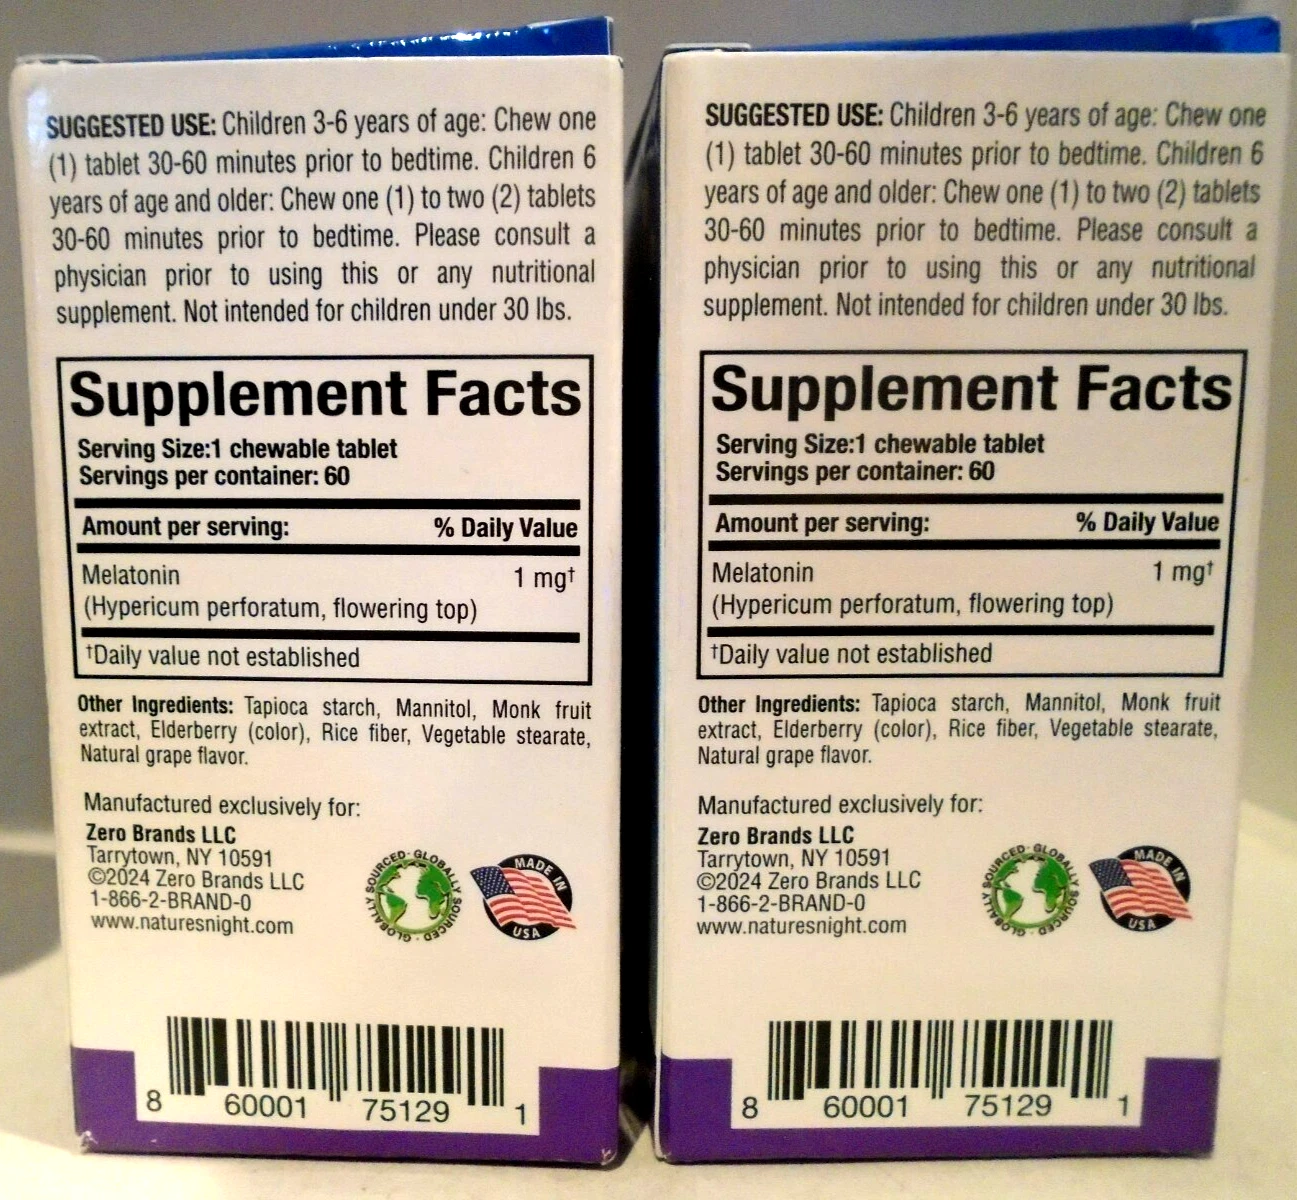 SUGGESTED USE: Children 3-6 years of age: Chew one
(1) tablet 30-60 minutes prior to bedtime. Children 6
years of age and older: Chew one (1) to two (2) tablets
30-60 minutes prior to bedtime. Please consult a
physician prior to using this or any nutritional
supplement. Not intended for children under 30 lbs.
Supplement Facts
Serving Size:1 chewable tablet
Servings per container: 60
Amount per serving: % Daily Value
Melatonin 1 mg†
(Hypericum perforatum, flowering top)
†Daily value not established
Other Ingredients: Tapioca starch, Mannitol, Monk fruit
extract, Elderberry (color), Rice fiber, Vegetable stearate,
Natural grape flavor.
Manufactured exclusively for:
Zero Brands LLC
Tarrytown, NY 10591
©2024 Zero Brands LLC
1-866-2-BRAND-0
www.naturesnight.com
GLOBALLY SOURCED · GLOBALLY SOURCED ·
MADE IN
USA
8 60001 75129 1
SUGGESTED USE: Children 3-6 years of age: Chew one
(1) tablet 30-60 minutes prior to bedtime. Children 6
years of age and older: Chew one (1) to two (2) tablets
30-60 minutes prior to bedtime. Please consult a
physician prior to using this or any nutritional
supplement. Not intended for children under 30 lbs.
Supplement Facts
Serving Size:1 chewable tablet
Servings per container: 60
Amount per serving: % Daily Value
Melatonin 1 mg†
(Hypericum perforatum, flowering top)
†Daily value not established
Other Ingredients: Tapioca starch, Mannitol, Monk fruit
extract, Elderberry (color), Rice fiber, Vegetable stearate,
Natural grape flavor.
Manufactured exclusively for:
Zero Brands LLC
Tarrytown, NY 10591
©2024 Zero Brands LLC
1-866-2-BRAND-0
www.naturesnight.com
GLOBALLY SOURCED · GLOBALLY SOURCED ·
MADE IN
USA
8 60001 75129 1